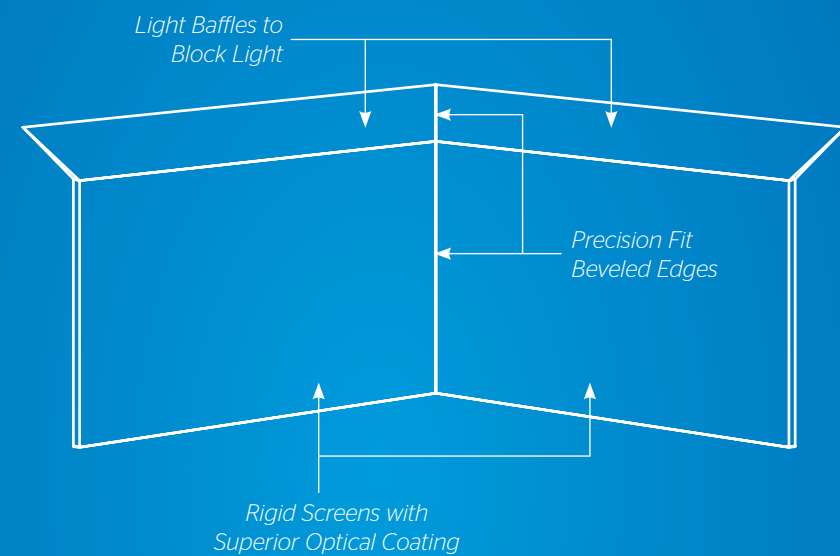 Light Baffles to
Block Light
Precision Fit
Beveled Edges
Rigid Screens with
Superior Optical Coating